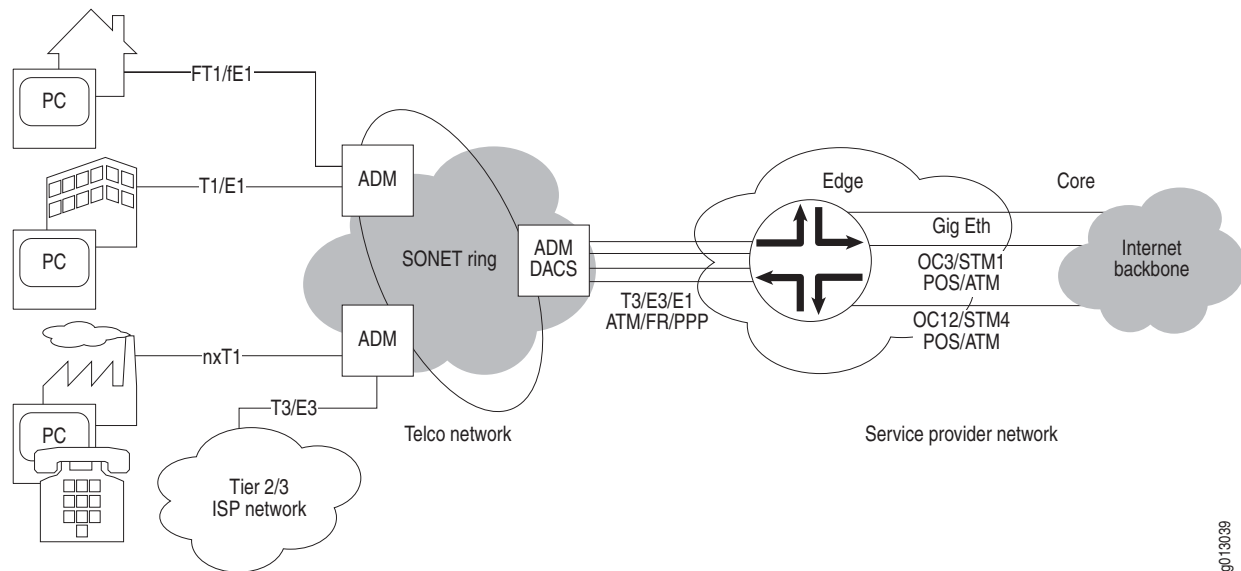 PC
FT1/fE1
PC
T1/E1
PC
nxT1
T3/E3
Tier 2/3
ISP network
ADM
ADM
SONET ring
ADM
DACS
Telco network
T3/E3/E1
ATM/FR/PPP
Edge
Core
Gig Eth
OC3/STM1
POS/ATM
OC12/STM4
POS/ATM
Internet
backbone
Service provider network
g013039